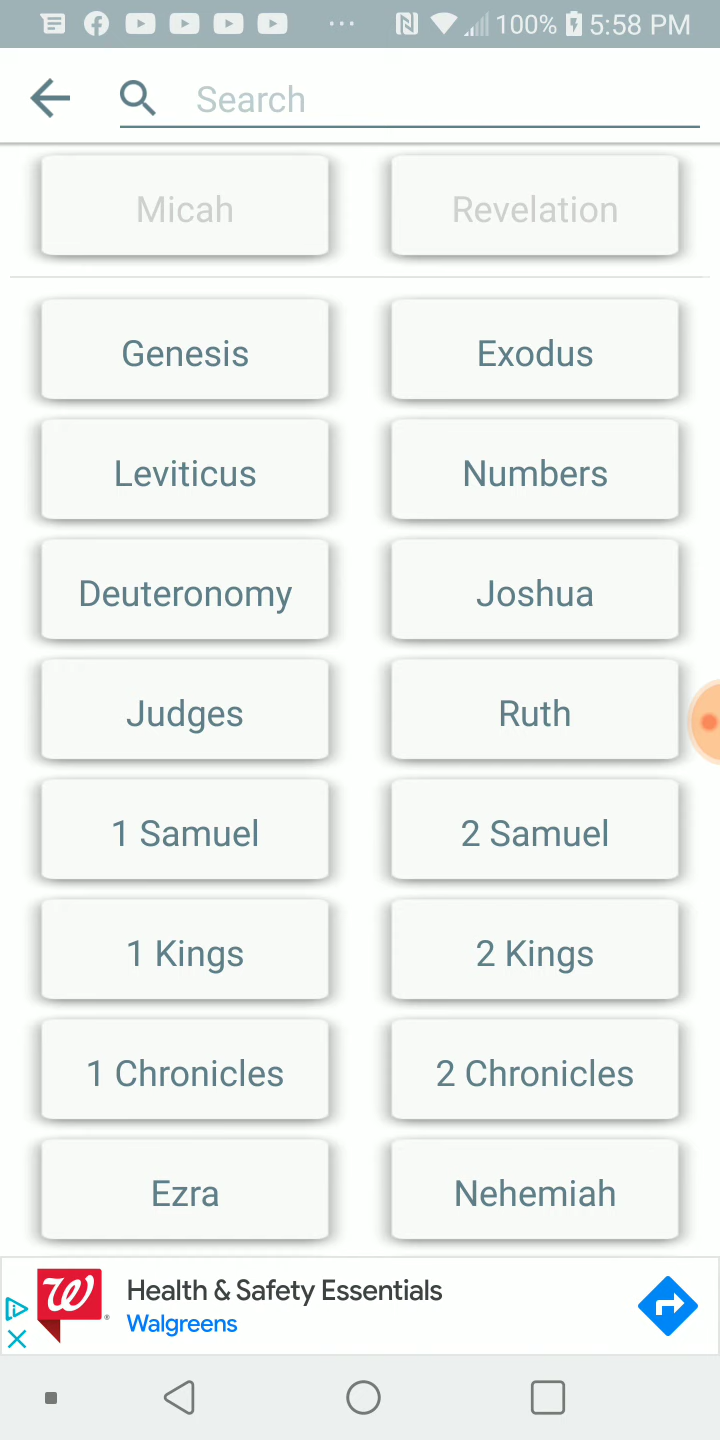 100% 5:58 PM
Search
Micah Revelation
Genesis Exodus
Leviticus Numbers
Deuteronomy Joshua
Judges Ruth
1 Samuel 2 Samuel
1 Kings 2 Kings
1 Chronicles 2 Chronicles
Ezra Nehemiah
W
Health & Safety Essentials
Walgreens